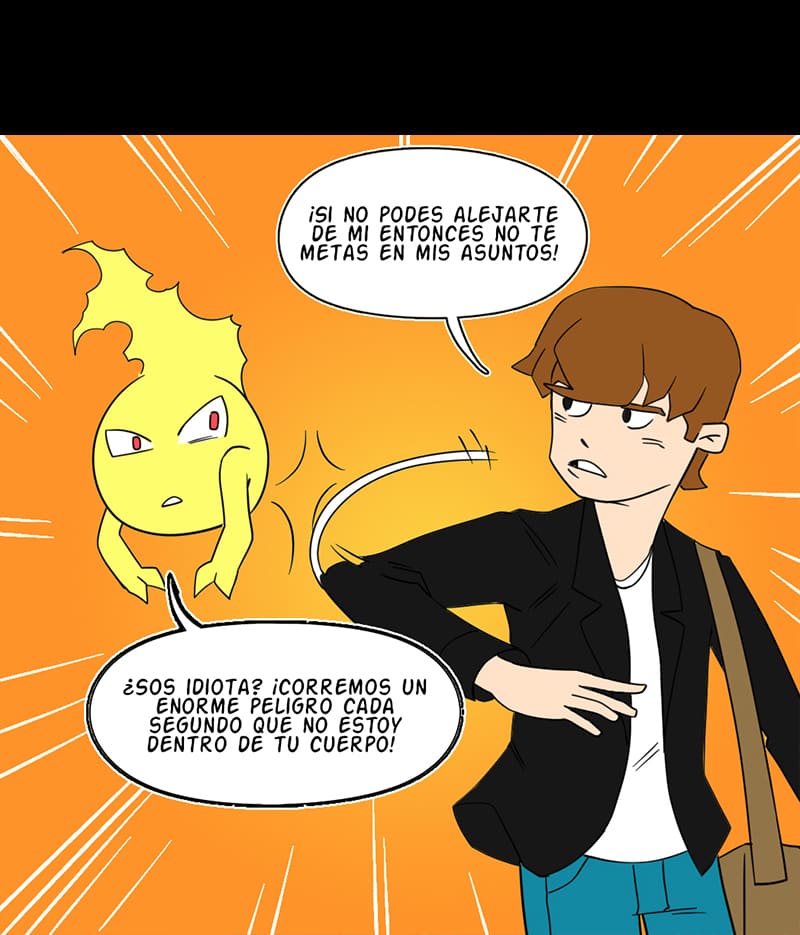 ¡SI NO PODES ALEJARTE
DE MI ENTONCES NO TE
METAS EN MIS ASUNTOS!
¿SOS IDIOTA? ¡CORREMOS UN
ENORME PELIGRO CADA
SEGUNDO QUE NO ESTOY
DENTRO DE TU CUERPO!